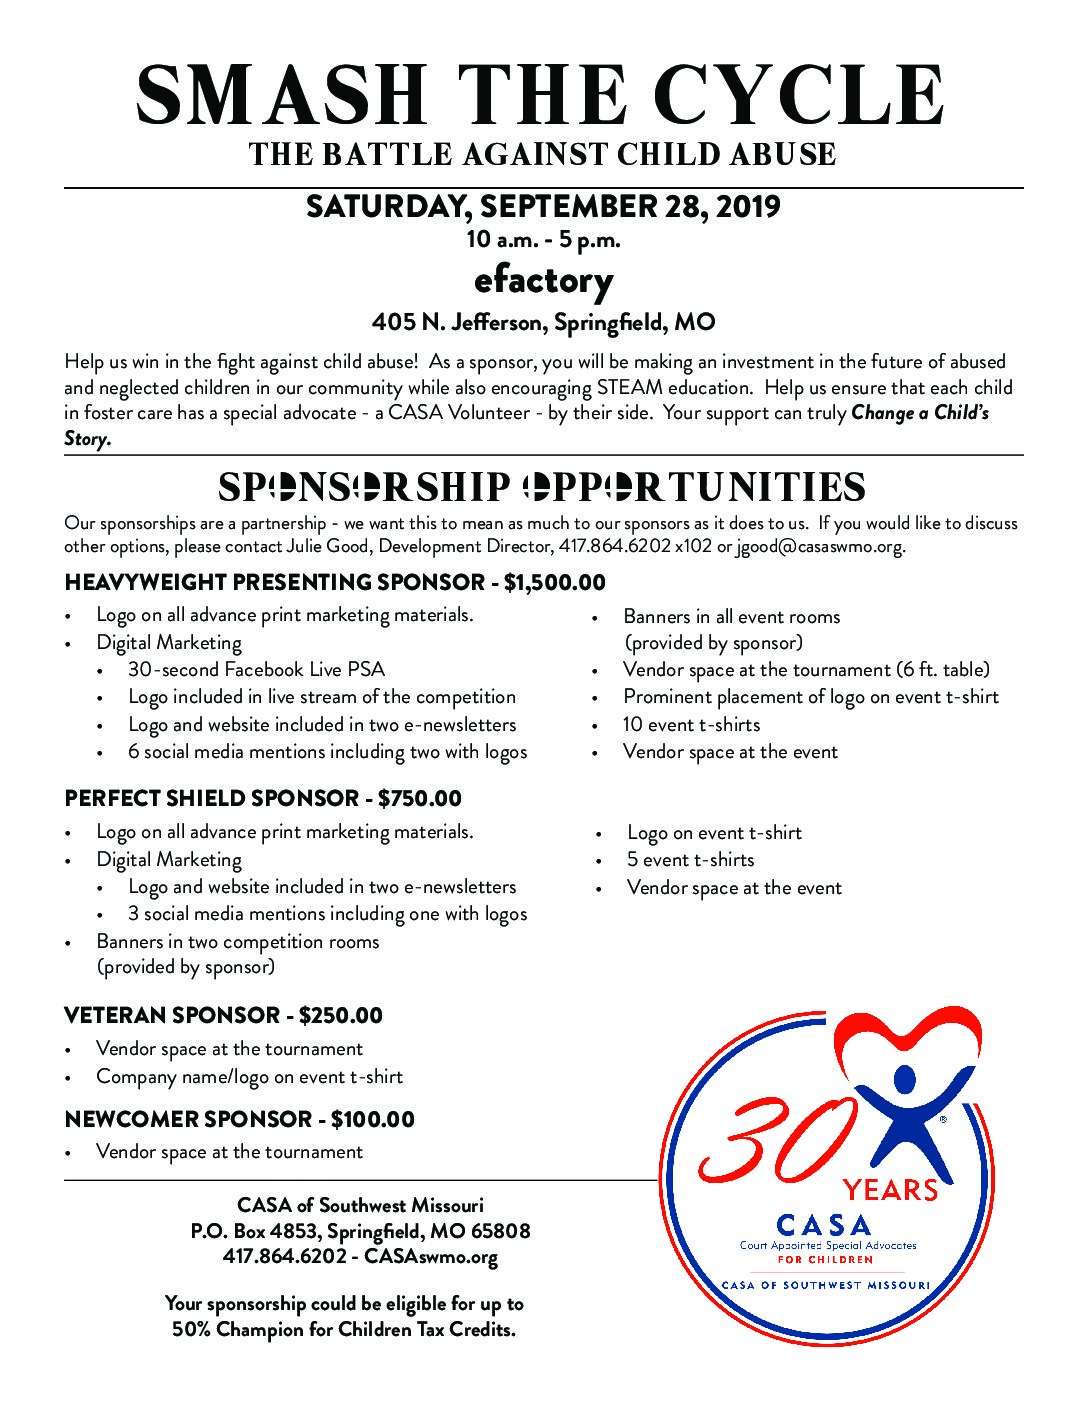 SMASH THE CYCLE
THE BATTLE AGAINST CHILD ABUSE
SATURDAY, SEPTEMBER 28, 2019
10 a.m. - 5 p.m.
efactory
405 N. Jefferson, Springfield, MO
Help us win in the fight against child abuse!  As a sponsor, you will be making an investment in the future of abused
and neglected children in our community while also encouraging STEAM education.  Help us ensure that each child
in foster care has a special advocate - a CASA Volunteer - by their side.  Your support can truly Change a Child's
Story.
SPONSORSHIP OPPORTUNITIES
Our sponsorships are a partnership - we want this to mean as much to our sponsors as it does to us.  If you would like to discuss
other options, please contact Julie Good, Development Director, 417.864.6202 x102 or jgood@casaswmo.org.
HEAVYWEIGHT PRESENTING SPONSOR - $1,500.00
• Logo on all advance print marketing materials.
• Digital Marketing
• 30-second Facebook Live PSA
• Logo included in live stream of the competition
• Logo and website included in two e-newsletters
• 6 social media mentions including two with logos
• Banners in all event rooms
(provided by sponsor)
• Vendor space at the tournament (6 ft. table)
• Prominent placement of logo on event t-shirt
• 10 event t-shirts
• Vendor space at the event
PERFECT SHIELD SPONSOR - $750.00
• Logo on all advance print marketing materials.
• Digital Marketing
• Logo and website included in two e-newsletters
• 3 social media mentions including one with logos
• Banners in two competition rooms
(provided by sponsor)
• Logo on event t-shirt
• 5 event t-shirts
• Vendor space at the event
VETERAN SPONSOR - $250.00
• Vendor space at the tournament
• Company name/logo on event t-shirt
NEWCOMER SPONSOR - $100.00
• Vendor space at the tournament
CASA of Southwest Missouri
P.O. Box 4853, Springfield, MO 65808
417.864.6202 - CASAswmo.org
Your sponsorship could be eligible for up to
50% Champion for Children Tax Credits.
30
®
YEARS
CASA
Court Appointed Special Advocates
FOR CHILDREN
CASA OF SOUTHWEST MISSOURI